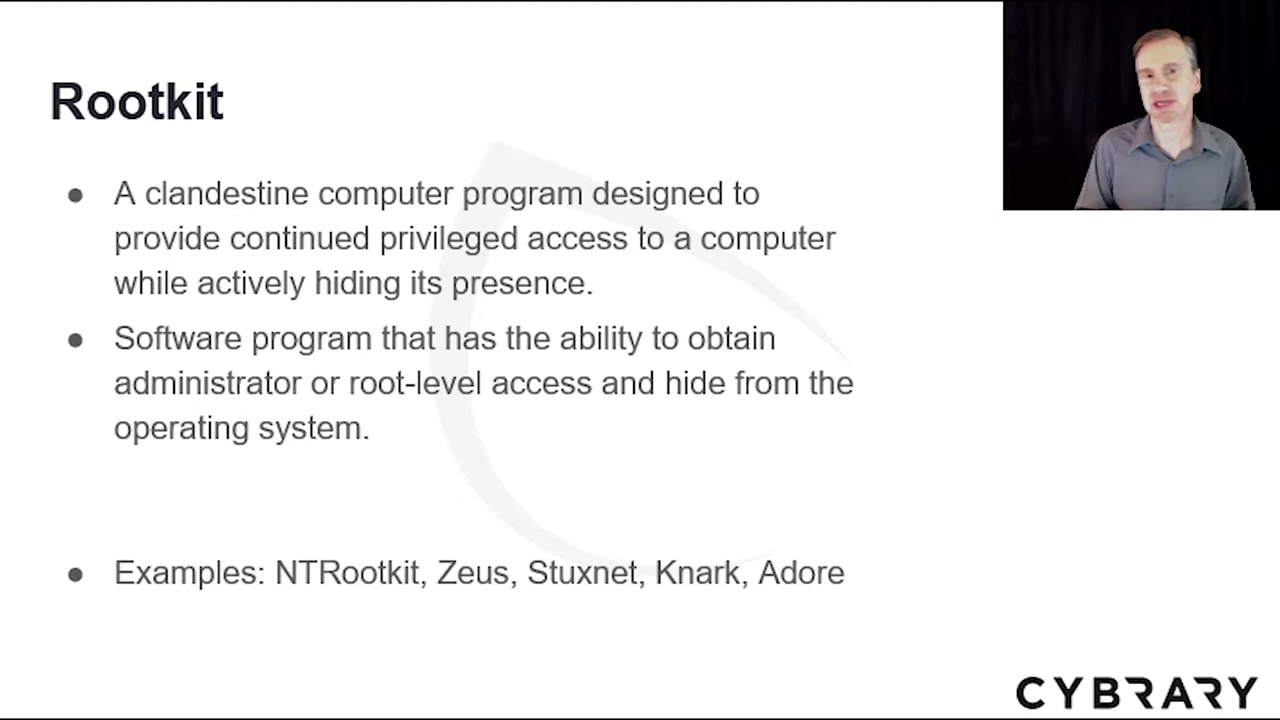 Rootkit
● A clandestine computer program designed to
provide continued privileged access to a computer
while actively hiding its presence.
● Software program that has the ability to obtain
administrator or root-level access and hide from the
operating system.
● Examples: NTRootkit, Zeus, Stuxnet, Knark, Adore
CYBRARY